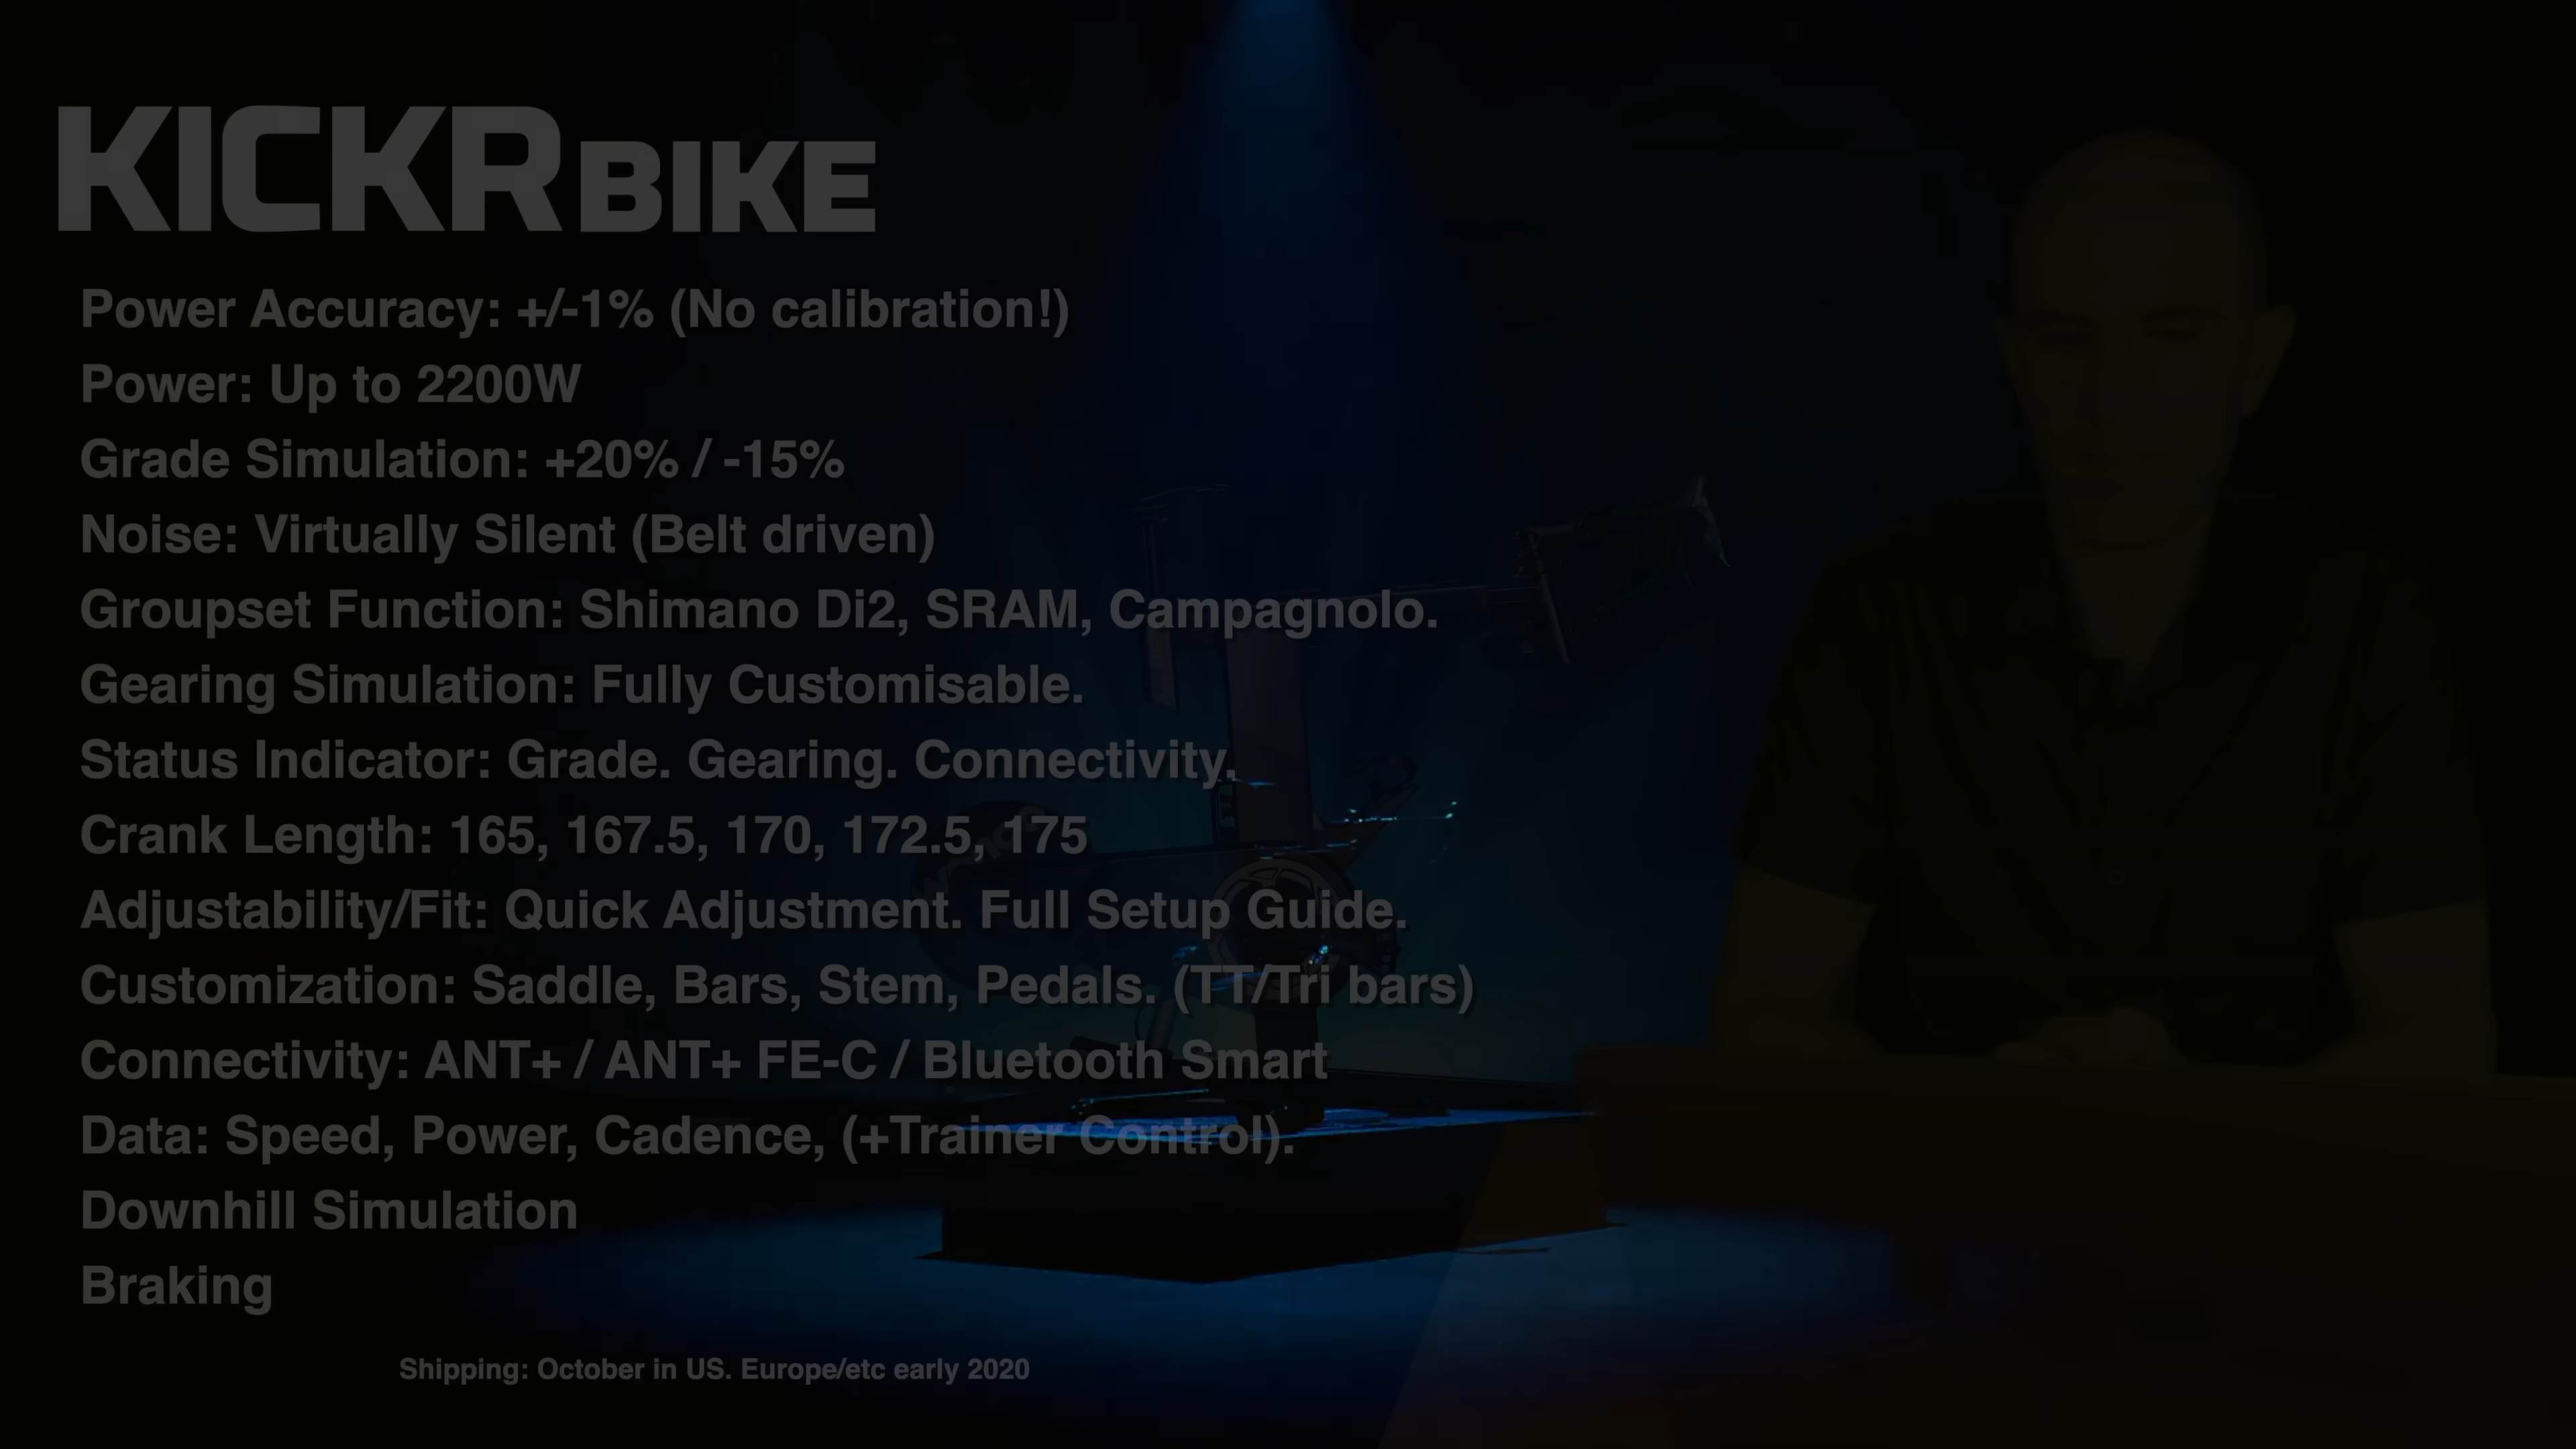 KICKR BIKE
Power Accuracy: +/-1% (No calibration!)
Power: Up to 2200W
Grade Simulation: +20% / -15%
Noise: Virtually Silent (Belt driven)
Groupset Function: Shimano Di2, SRAM, Campagnolo.
Gearing Simulation: Fully Customisable.
Status Indicator: Grade. Gearing. Connectivity.
Crank Length: 165, 167.5, 170, 172.5, 175
Adjustability/Fit: Quick Adjustment. Full Setup Guide.
Customization: Saddle, Bars, Stem, Pedals. (TT/Tri bars)
Connectivity: ANT+ / ANT+ FE-C / Bluetooth Smart
Data: Speed, Power, Cadence, (+Trainer Control).
Downhill Simulation
Braking
Shipping: October in US. Europe/etc early 2020